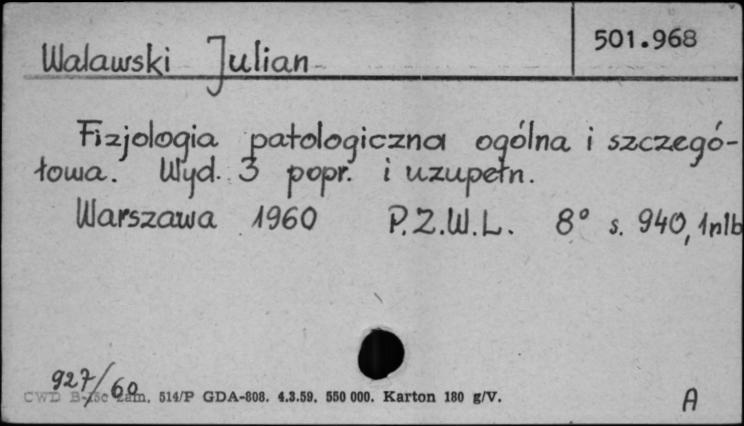 501.968
Walawski Julian
Fizjologia patologiczna ogólna i szczegó-
łowa. Wyd. 3 popr. i uzupełn.
Warszawa 1960 P.Z.W.L. 8° s. 940, 1nlb
927/60
zam. 514/P GDA-808. 4.3.59. 550 000. Karton 180 g/V.
A